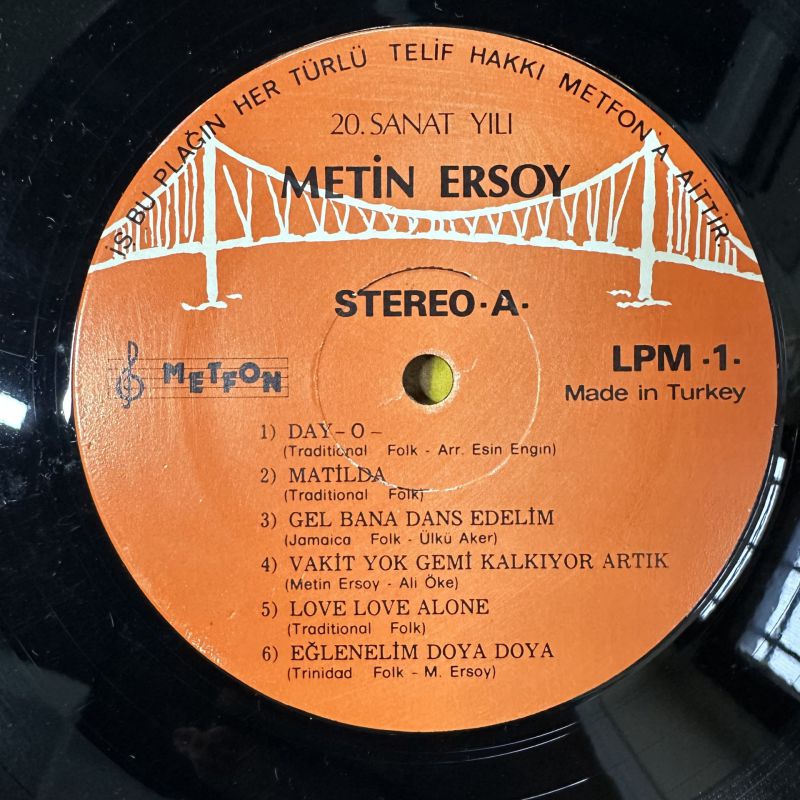 İŞ BU PLAĞIN HER TÜRLÜ TELİF HAKKI METFON'A AİTTİR.
20. SANAT YILI
METİN ERSOY
STEREO·A·
METFON
LPM ·1·
Made in Turkey
1) DAY-O-
(Traditional Folk - Arr. Esin Engin)
2) MATİLDA
(Traditional Folk)
3) GEL BANA DANS EDELİM
(Jamaica Folk - Ülkü Aker)
4) VAKİT YOK GEMİ KALKIYOR ARTIK
(Metin Ersoy - Ali Öke)
5) LOVE LOVE ALONE
(Traditional Folk)
6) EĞLENELİM DOYA DOYA
(Trinidad Folk - M. Ersoy)